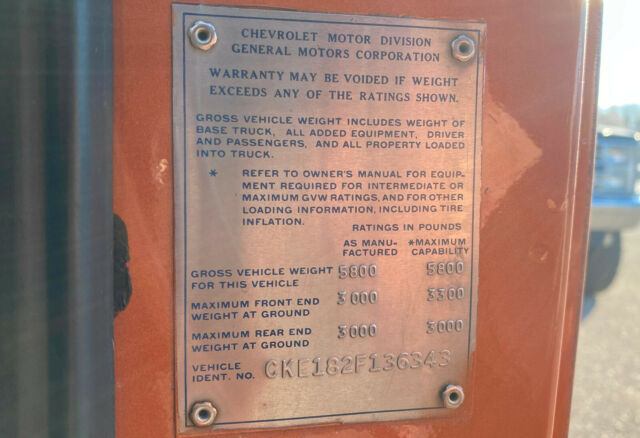 CHEVROLET MOTOR DIVISION
GENERAL MOTORS CORPORATION
WARRANTY MAY BE VOIDED IF WEIGHT
EXCEEDS ANY OF THE RATINGS SHOWN.
GROSS VEHICLE WEIGHT INCLUDES WEIGHT OF
BASE TRUCK, ALL ADDED EQUIPMENT, DRIVER
AND PASSENGERS, AND ALL PROPERTY LOADED
INTO TRUCK.
* REFER TO OWNER'S MANUAL FOR EQUIP-
MENT REQUIRED FOR INTERMEDIATE OR
MAXIMUM GVW RATINGS, AND FOR OTHER
LOADING INFORMATION, INCLUDING TIRE
INFLATION.
RATINGS IN POUNDS
AS MANU- *MAXIMUM
FACTURED CAPABILITY
GROSS VEHICLE WEIGHT 5800 5800
FOR THIS VEHICLE
MAXIMUM FRONT END 3000 3300
WEIGHT AT GROUND
MAXIMUM REAR END 3000 3000
WEIGHT AT GROUND
VEHICLE
IDENT. NO. CKE182F136343